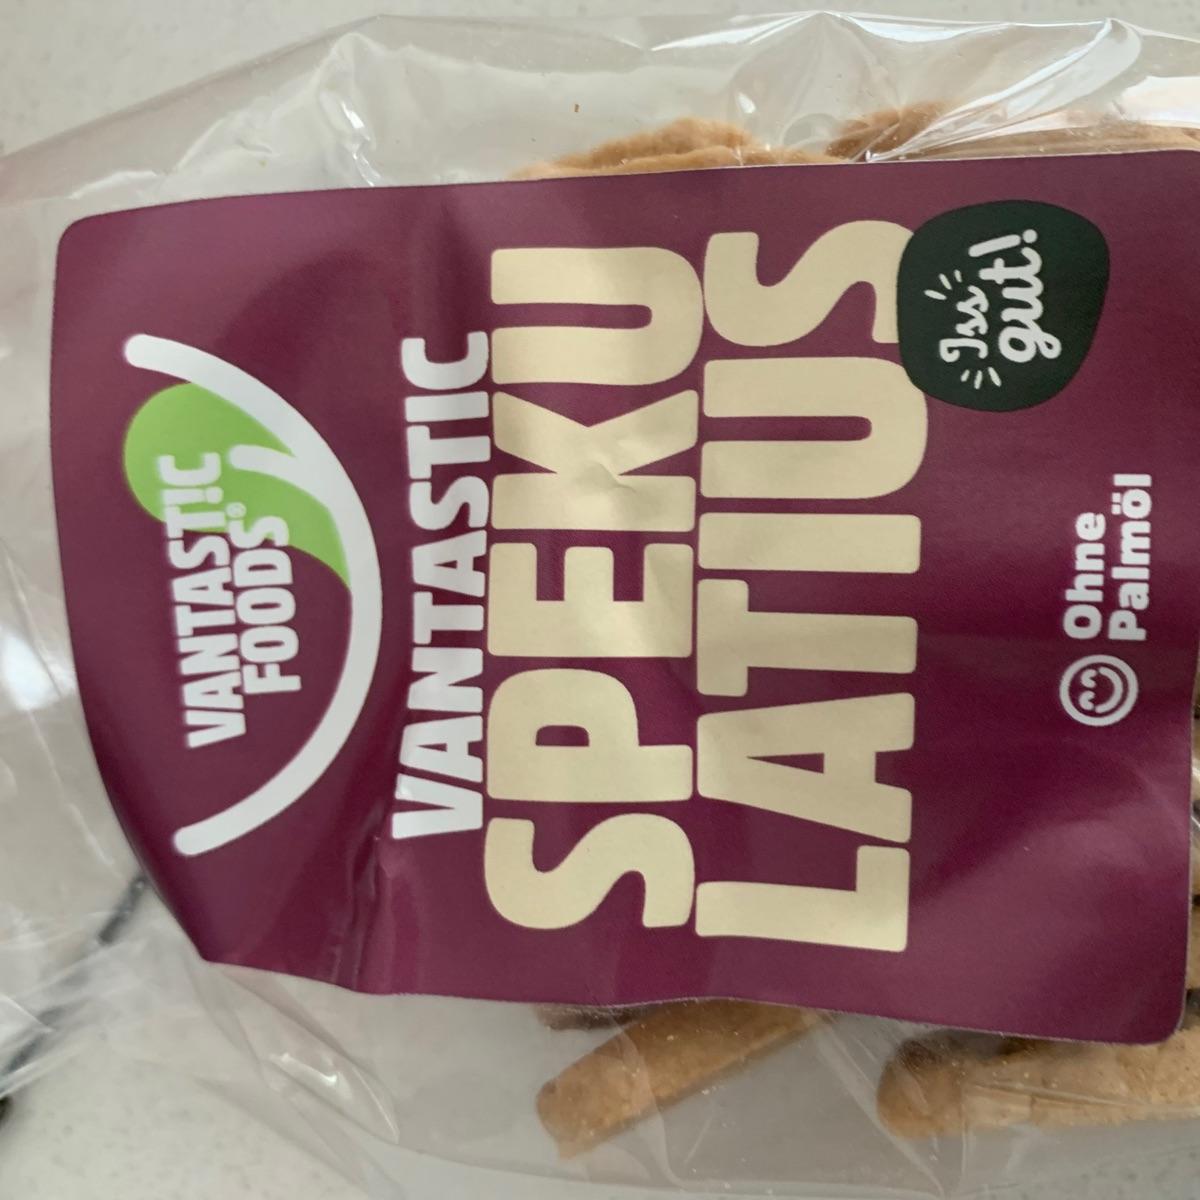 VANTASTIC
FOODS®
VANTASTIC
SPEKU
LATIUS
Iss
gut!
Ohne
Palmöl